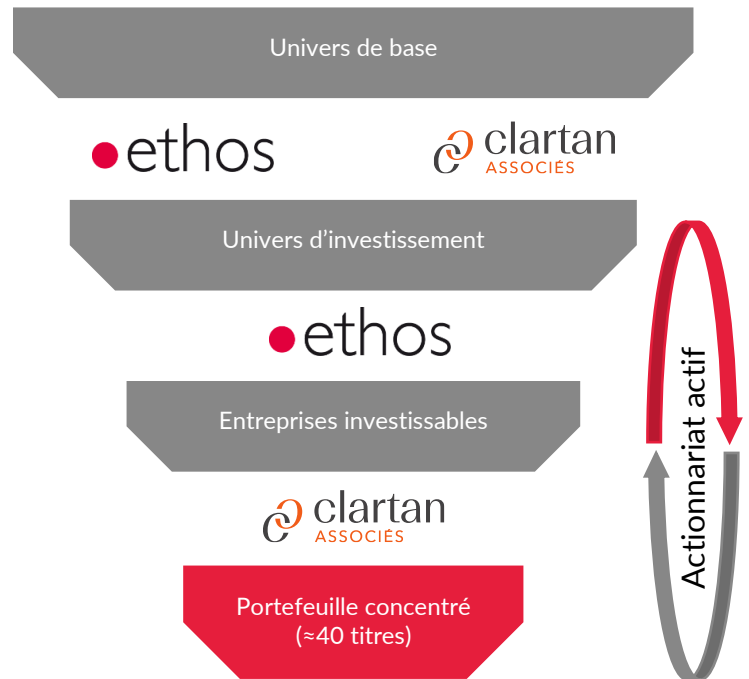 Univers de base
ethos
clartan
ASSOCIÉS
Univers d’investissement
ethos
Entreprises investissables
clartan
ASSOCIÉS
Portefeuille concentré
(≈40 titres)
Actionnariat actif